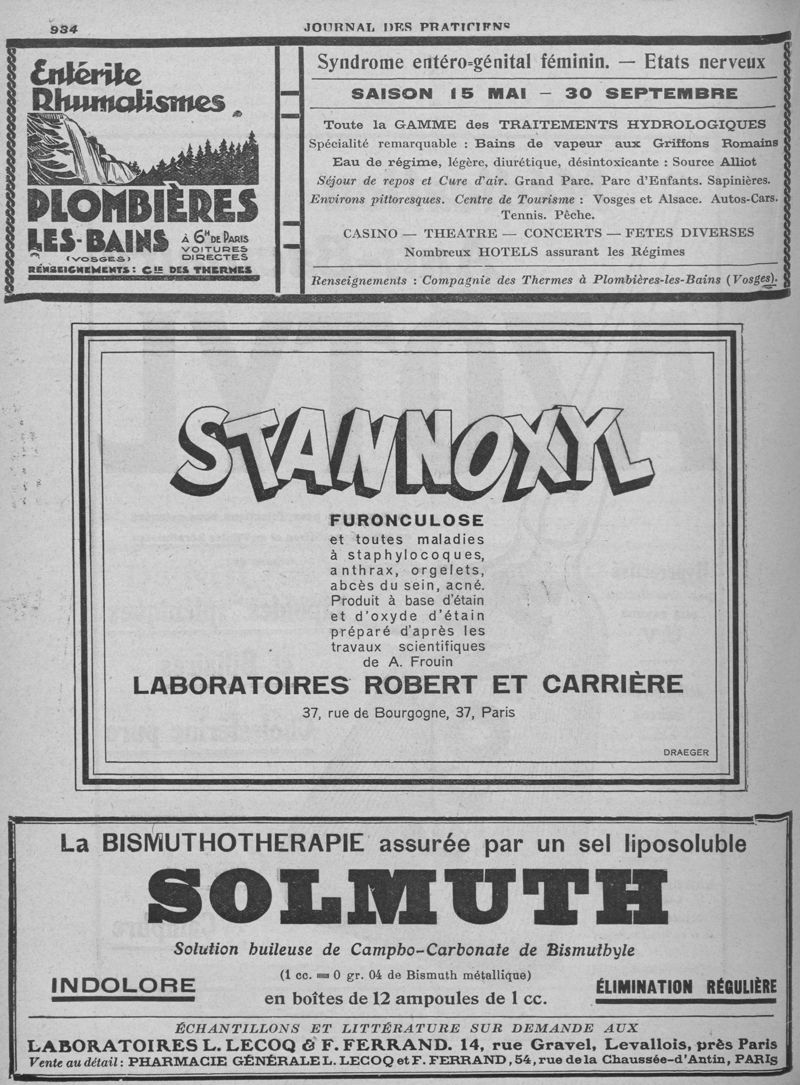 934
JOURNAL DES PRATICIENS
Entérite
Rhumatismes
PLOMBIÈRES
LES-BAINS
(VOSGES)
À 6H DE PARIS
VOITURES
DIRECTES
RENSEIGNEMENTS : Cie DES THERMES
Syndrome entéro-génital féminin. — Etats nerveux
SAISON 15 MAI — 30 SEPTEMBRE
Toute la GAMME des TRAITEMENTS HYDROLOGIQUES
Spécialité remarquable : Bains de vapeur aux Griffons Romains
Eau de régime, légère, diurétique, désintoxicante : Source Alliot
Séjour de repos et Cure d'air. Grand Parc. Parc d'Enfants. Sapinières.
Environs pittoresques. Centre de Tourisme : Vosges et Alsace. Autos-Cars.
Tennis. Pêche.
CASINO — THEATRE — CONCERTS — FETES DIVERSES
Nombreux HOTELS assurant les Régimes
Renseignements : Compagnie des Thermes à Plombières-les-Bains (Vosges).
STANNOXYL
FURONCULOSE
et toutes maladies
à staphylocoques,
anthrax, orgelets,
abcès du sein, acné.
Produit à base d'étain
et d'oxyde d'étain
préparé d'après les
travaux scientifiques
de A. Frouin
LABORATOIRES ROBERT ET CARRIÈRE
37, rue de Bourgogne, 37, Paris
DRAEGER
La BISMUTHOTHERAPIE assurée par un sel liposoluble
SOLMUTH
Solution huileuse de Campho-Carbonate de Bismuthyle
INDOLORE
(1 cc. = 0 gr. 04 de Bismuth métallique)
en boîtes de 12 ampoules de 1 cc.
ÉLIMINATION RÉGULIÈRE
ÉCHANTILLONS ET LITTÉRATURE SUR DEMANDE AUX
LABORATOIRES L. LECOQ & F. FERRAND. 14, rue Gravel, Levallois, près Paris
Vente au détail : PHARMACIE GÉNÉRALE L. LECOQ et F. FERRAND, 54, rue de la Chaussée-d'Antin, PARIS